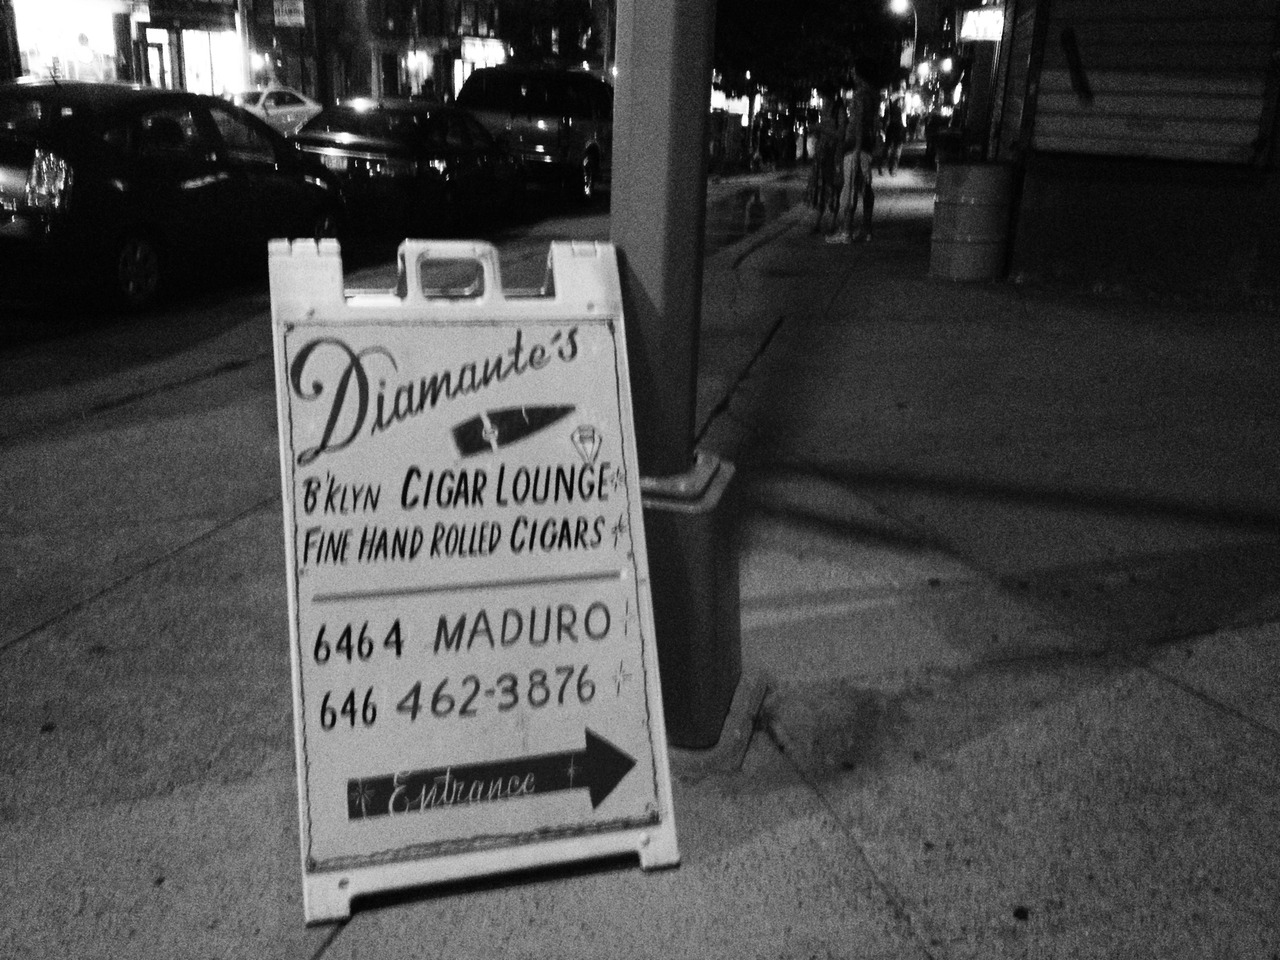 Diamante's
B'KLYN CIGAR LOUNGE
FINE HAND ROLLED CIGARS
6464 MADURO
646 462-3876
Entrance